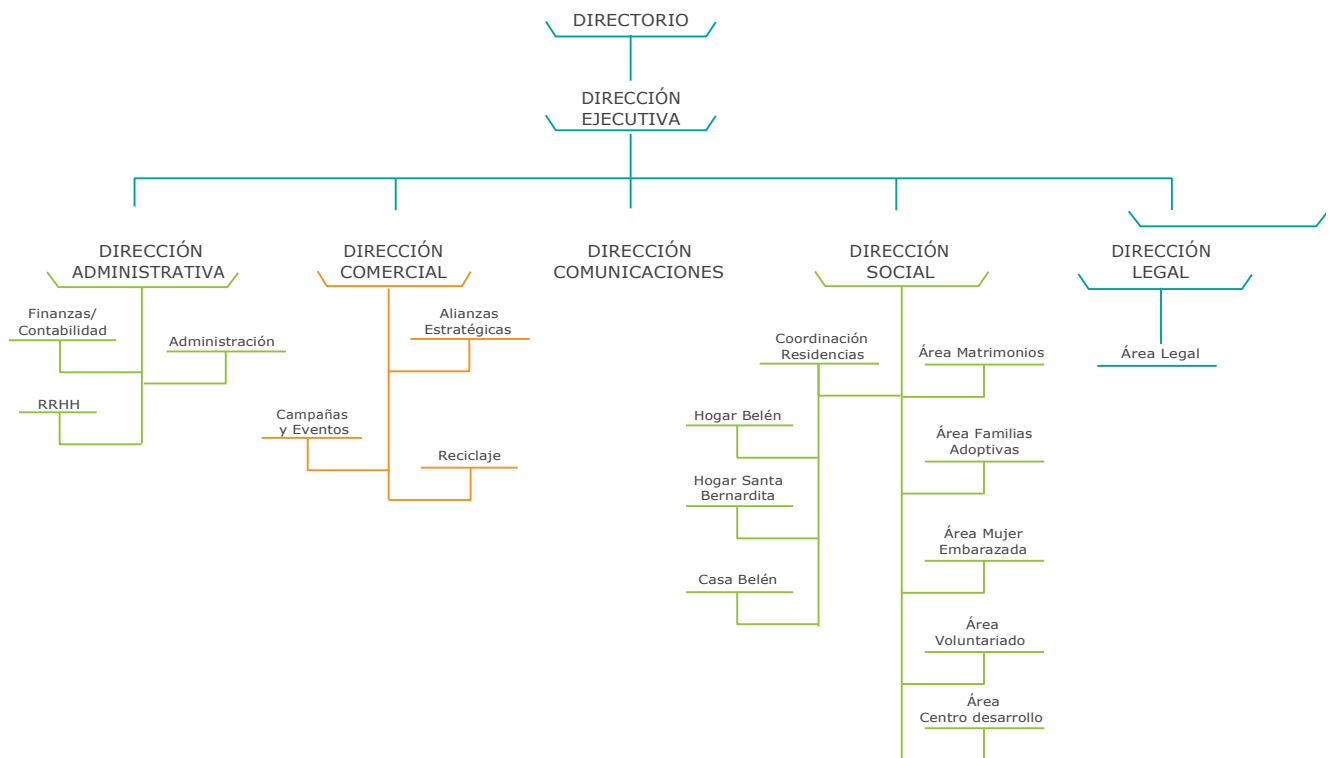 DIRECTORIO
DIRECCIÓN
EJECUTIVA
DIRECCIÓN
ADMINISTRATIVA
DIRECCIÓN
COMERCIAL
DIRECCIÓN
COMUNICACIONES
DIRECCIÓN
SOCIAL
DIRECCIÓN
LEGAL
Finanzas/
Contabilidad
Administración
RRHH
Alianzas
Estratégicas
Campañas
y Eventos
Reciclaje
Coordinación
Residencias
Hogar Belén
Hogar Santa
Bernardita
Casa Belén
Área Matrimonios
Área Familias
Adoptivas
Área Mujer
Embarazada
Área
Voluntariado
Área
Centro desarrollo
Área Legal